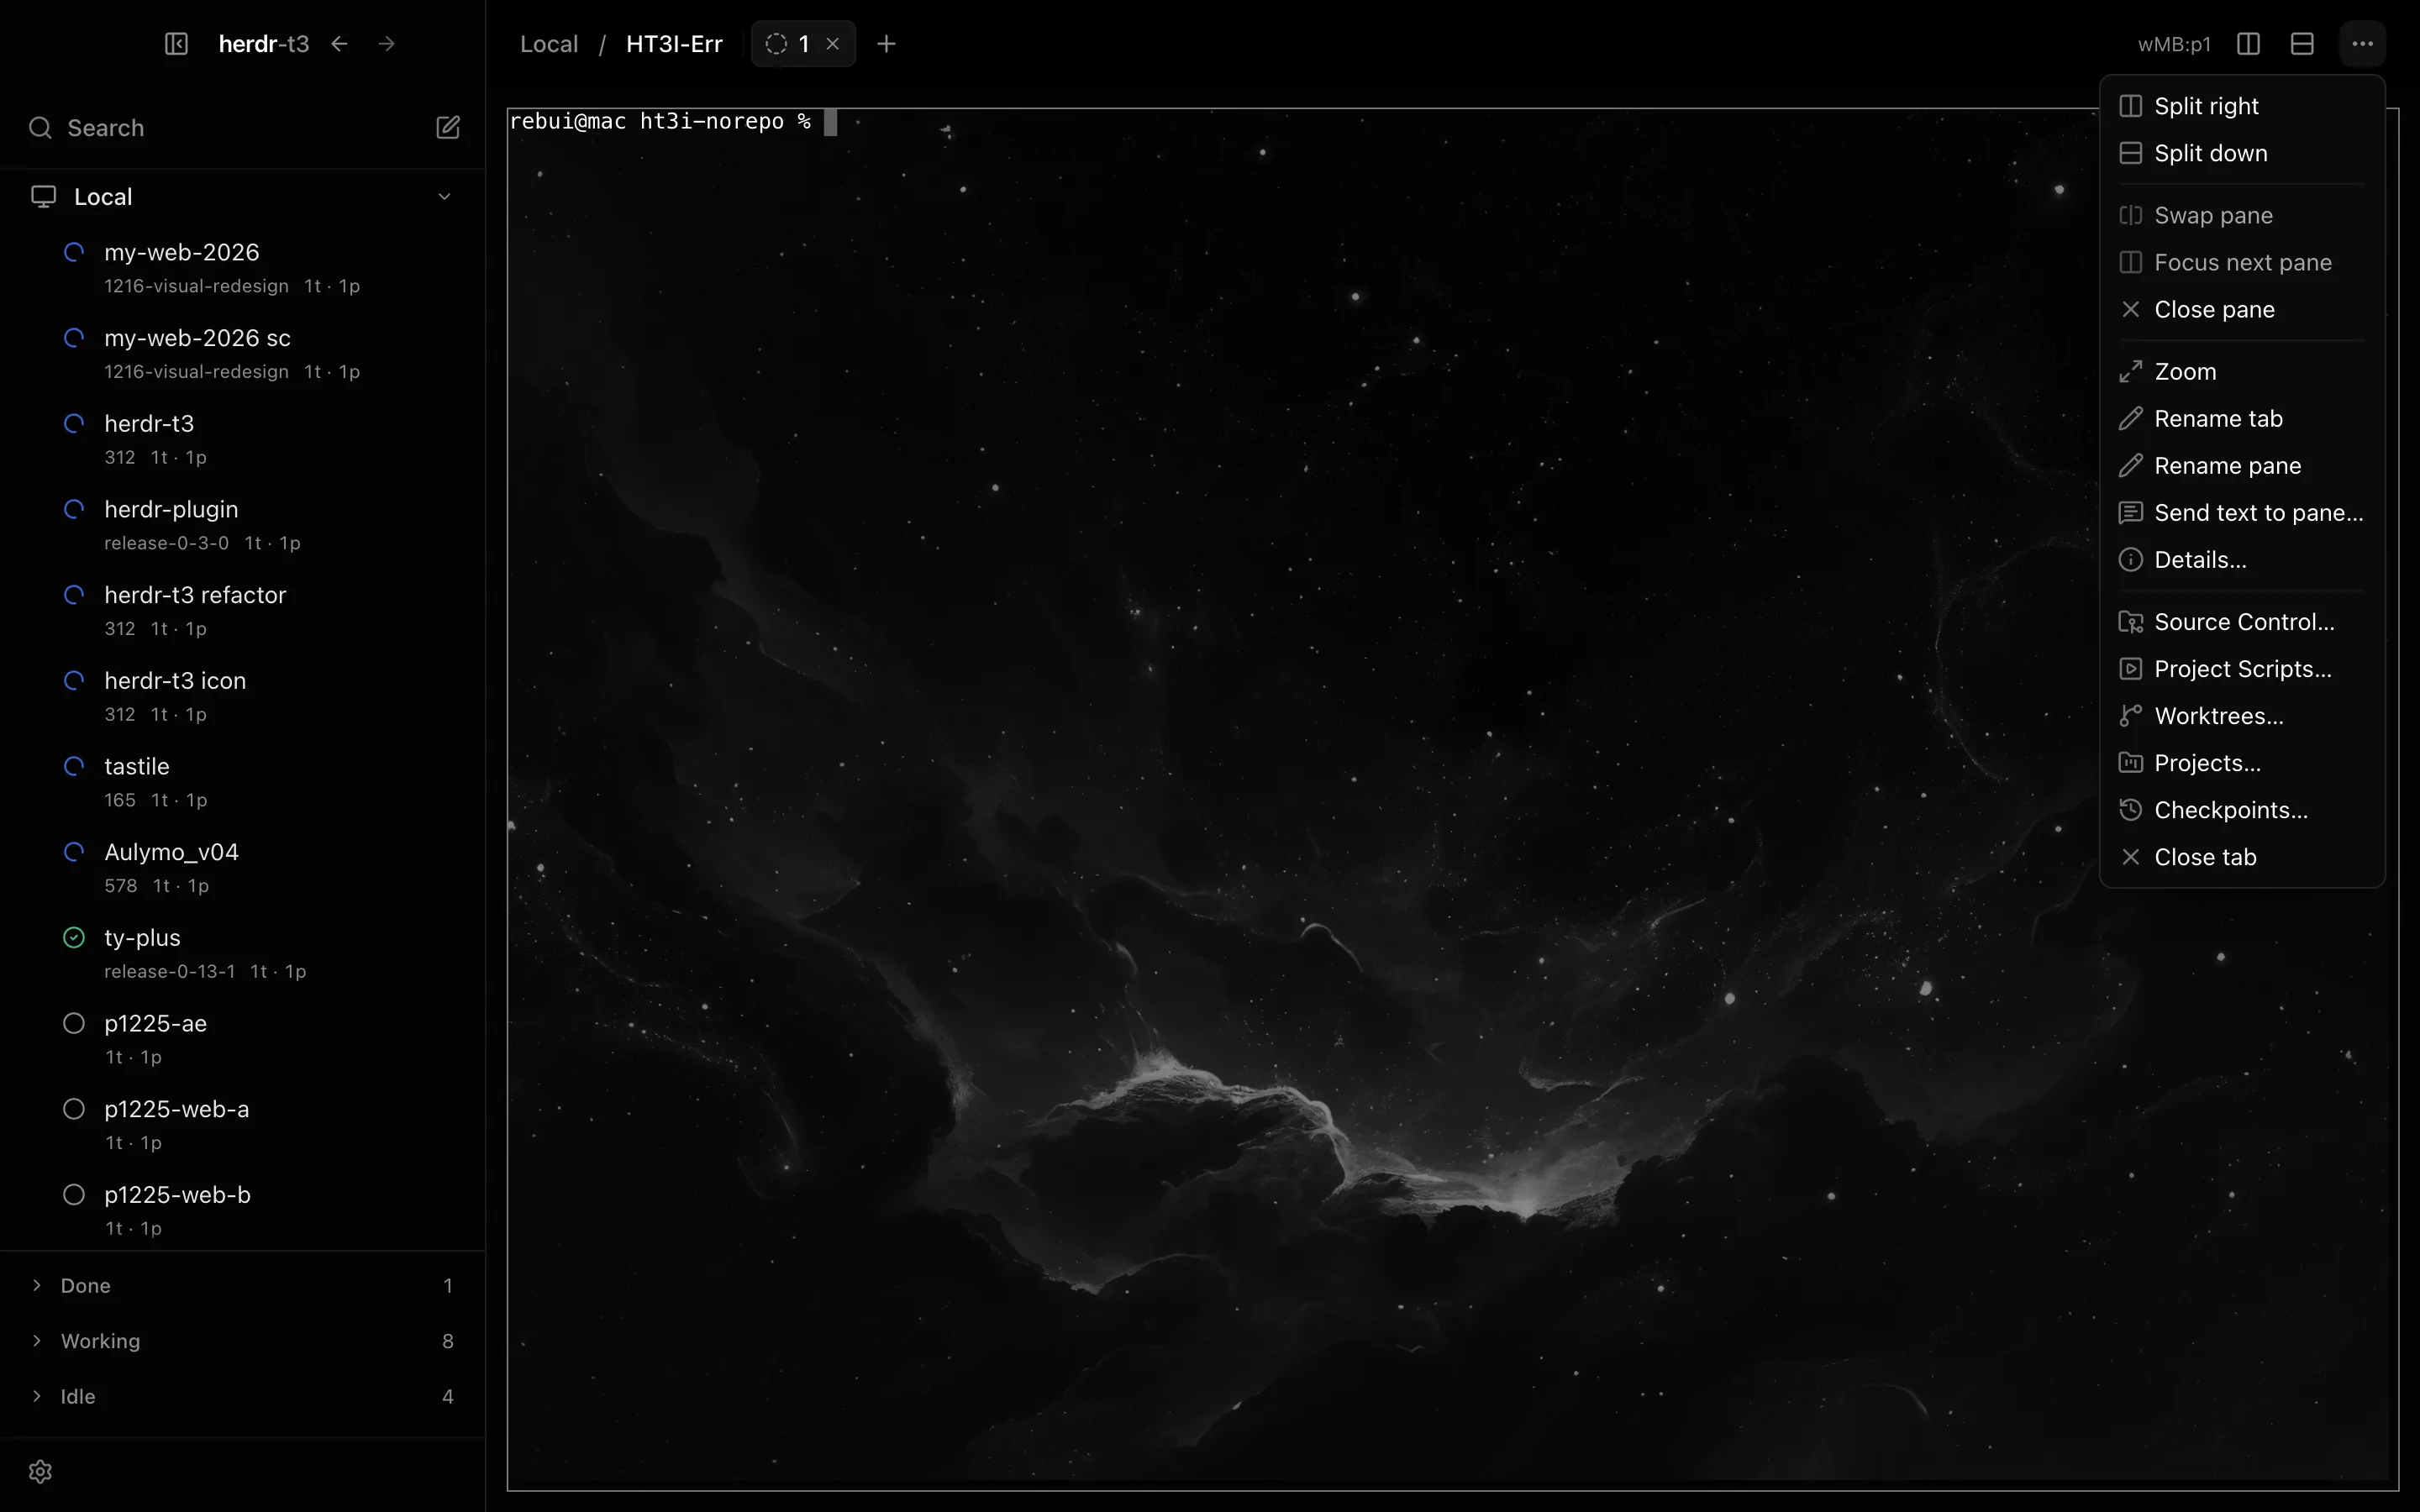 herdr-t3
Search
Local
my-web-2026
1216-visual-redesign 1t · 1p
my-web-2026 sc
1216-visual-redesign 1t · 1p
herdr-t3
312 1t · 1p
herdr-plugin
release-0-3-0 1t · 1p
herdr-t3 refactor
312 1t · 1p
herdr-t3 icon
312 1t · 1p
tastile
165 1t · 1p
Aulymo_v04
578 1t · 1p
ty-plus
release-0-13-1 1t · 1p
p1225-ae
1t · 1p
p1225-web-a
1t · 1p
p1225-web-b
1t · 1p
Done 1
Working 8
Idle 4
Local / HT3I-Err 1
wMB:p1
rebui@mac ht3i-norepo %
Split right
Split down
Swap pane
Focus next pane
Close pane
Zoom
Rename tab
Rename pane
Send text to pane...
Details...
Source Control...
Project Scripts...
Worktrees...
Projects...
Checkpoints...
Close tab